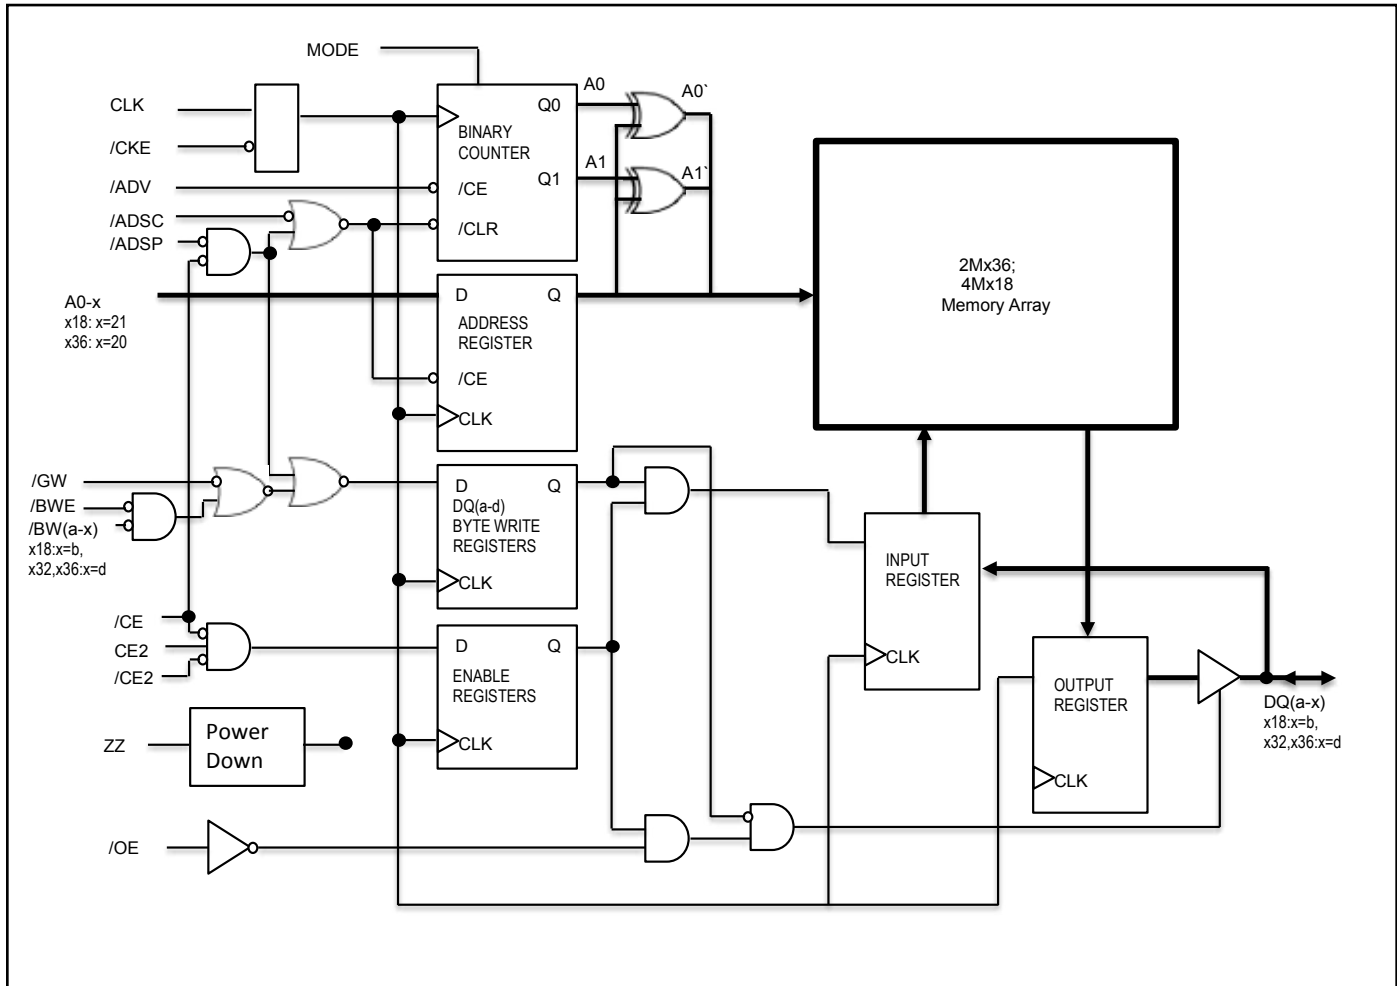 MODE
CLK
/CKE
/ADV
/ADSC
/ADSP
A0-x
x18: x=21
x36: x=20
/GW
/BWE
/BW(a-x)
x18:x=b,
x32,x36:x=d
/CE
CE2
/CE2
ZZ
Power
Down
/OE
Q0
BINARY
COUNTER
Q1
/CE
/CLR
A0
A0`
A1
A1`
D Q
ADDRESS
REGISTER
/CE
CLK
D Q
DQ(a-d)
BYTE WRITE
REGISTERS
CLK
D Q
ENABLE
REGISTERS
CLK
2Mx36;
4Mx18
Memory Array
INPUT
REGISTER
CLK
OUTPUT
REGISTER
CLK
DQ(a-x)
x18:x=b,
x32,x36:x=d